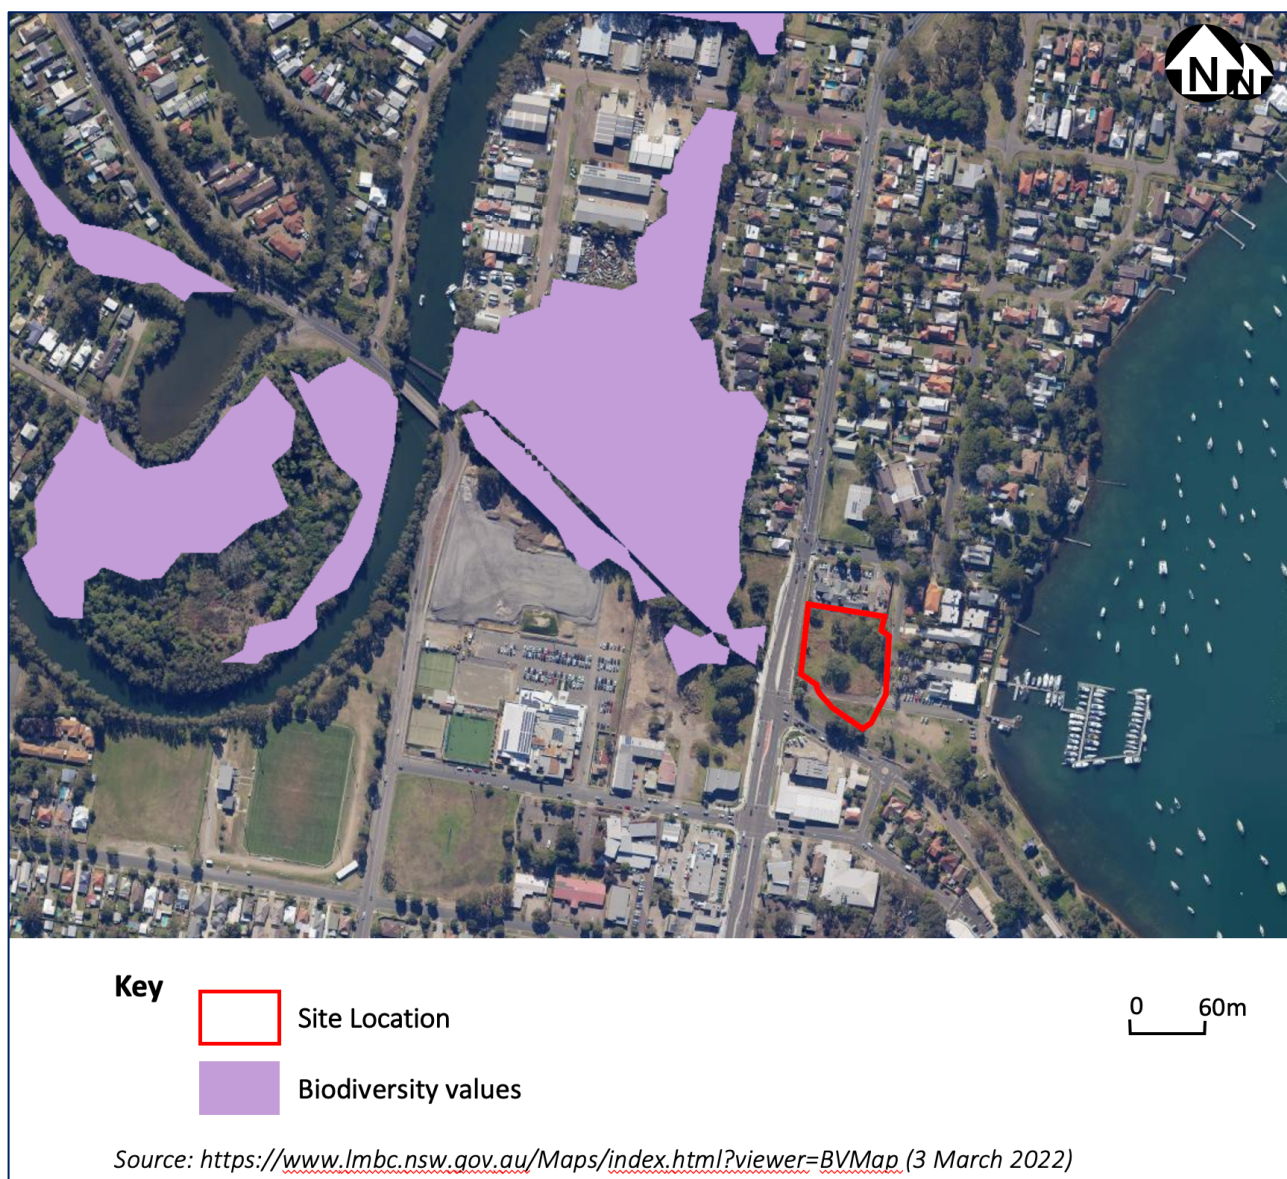 N N
Key
Site Location
Biodiversity values
0 60m
Source: https://www.lmbc.nsw.gov.au/Maps/index.html?viewer=BVMap (3 March 2022)